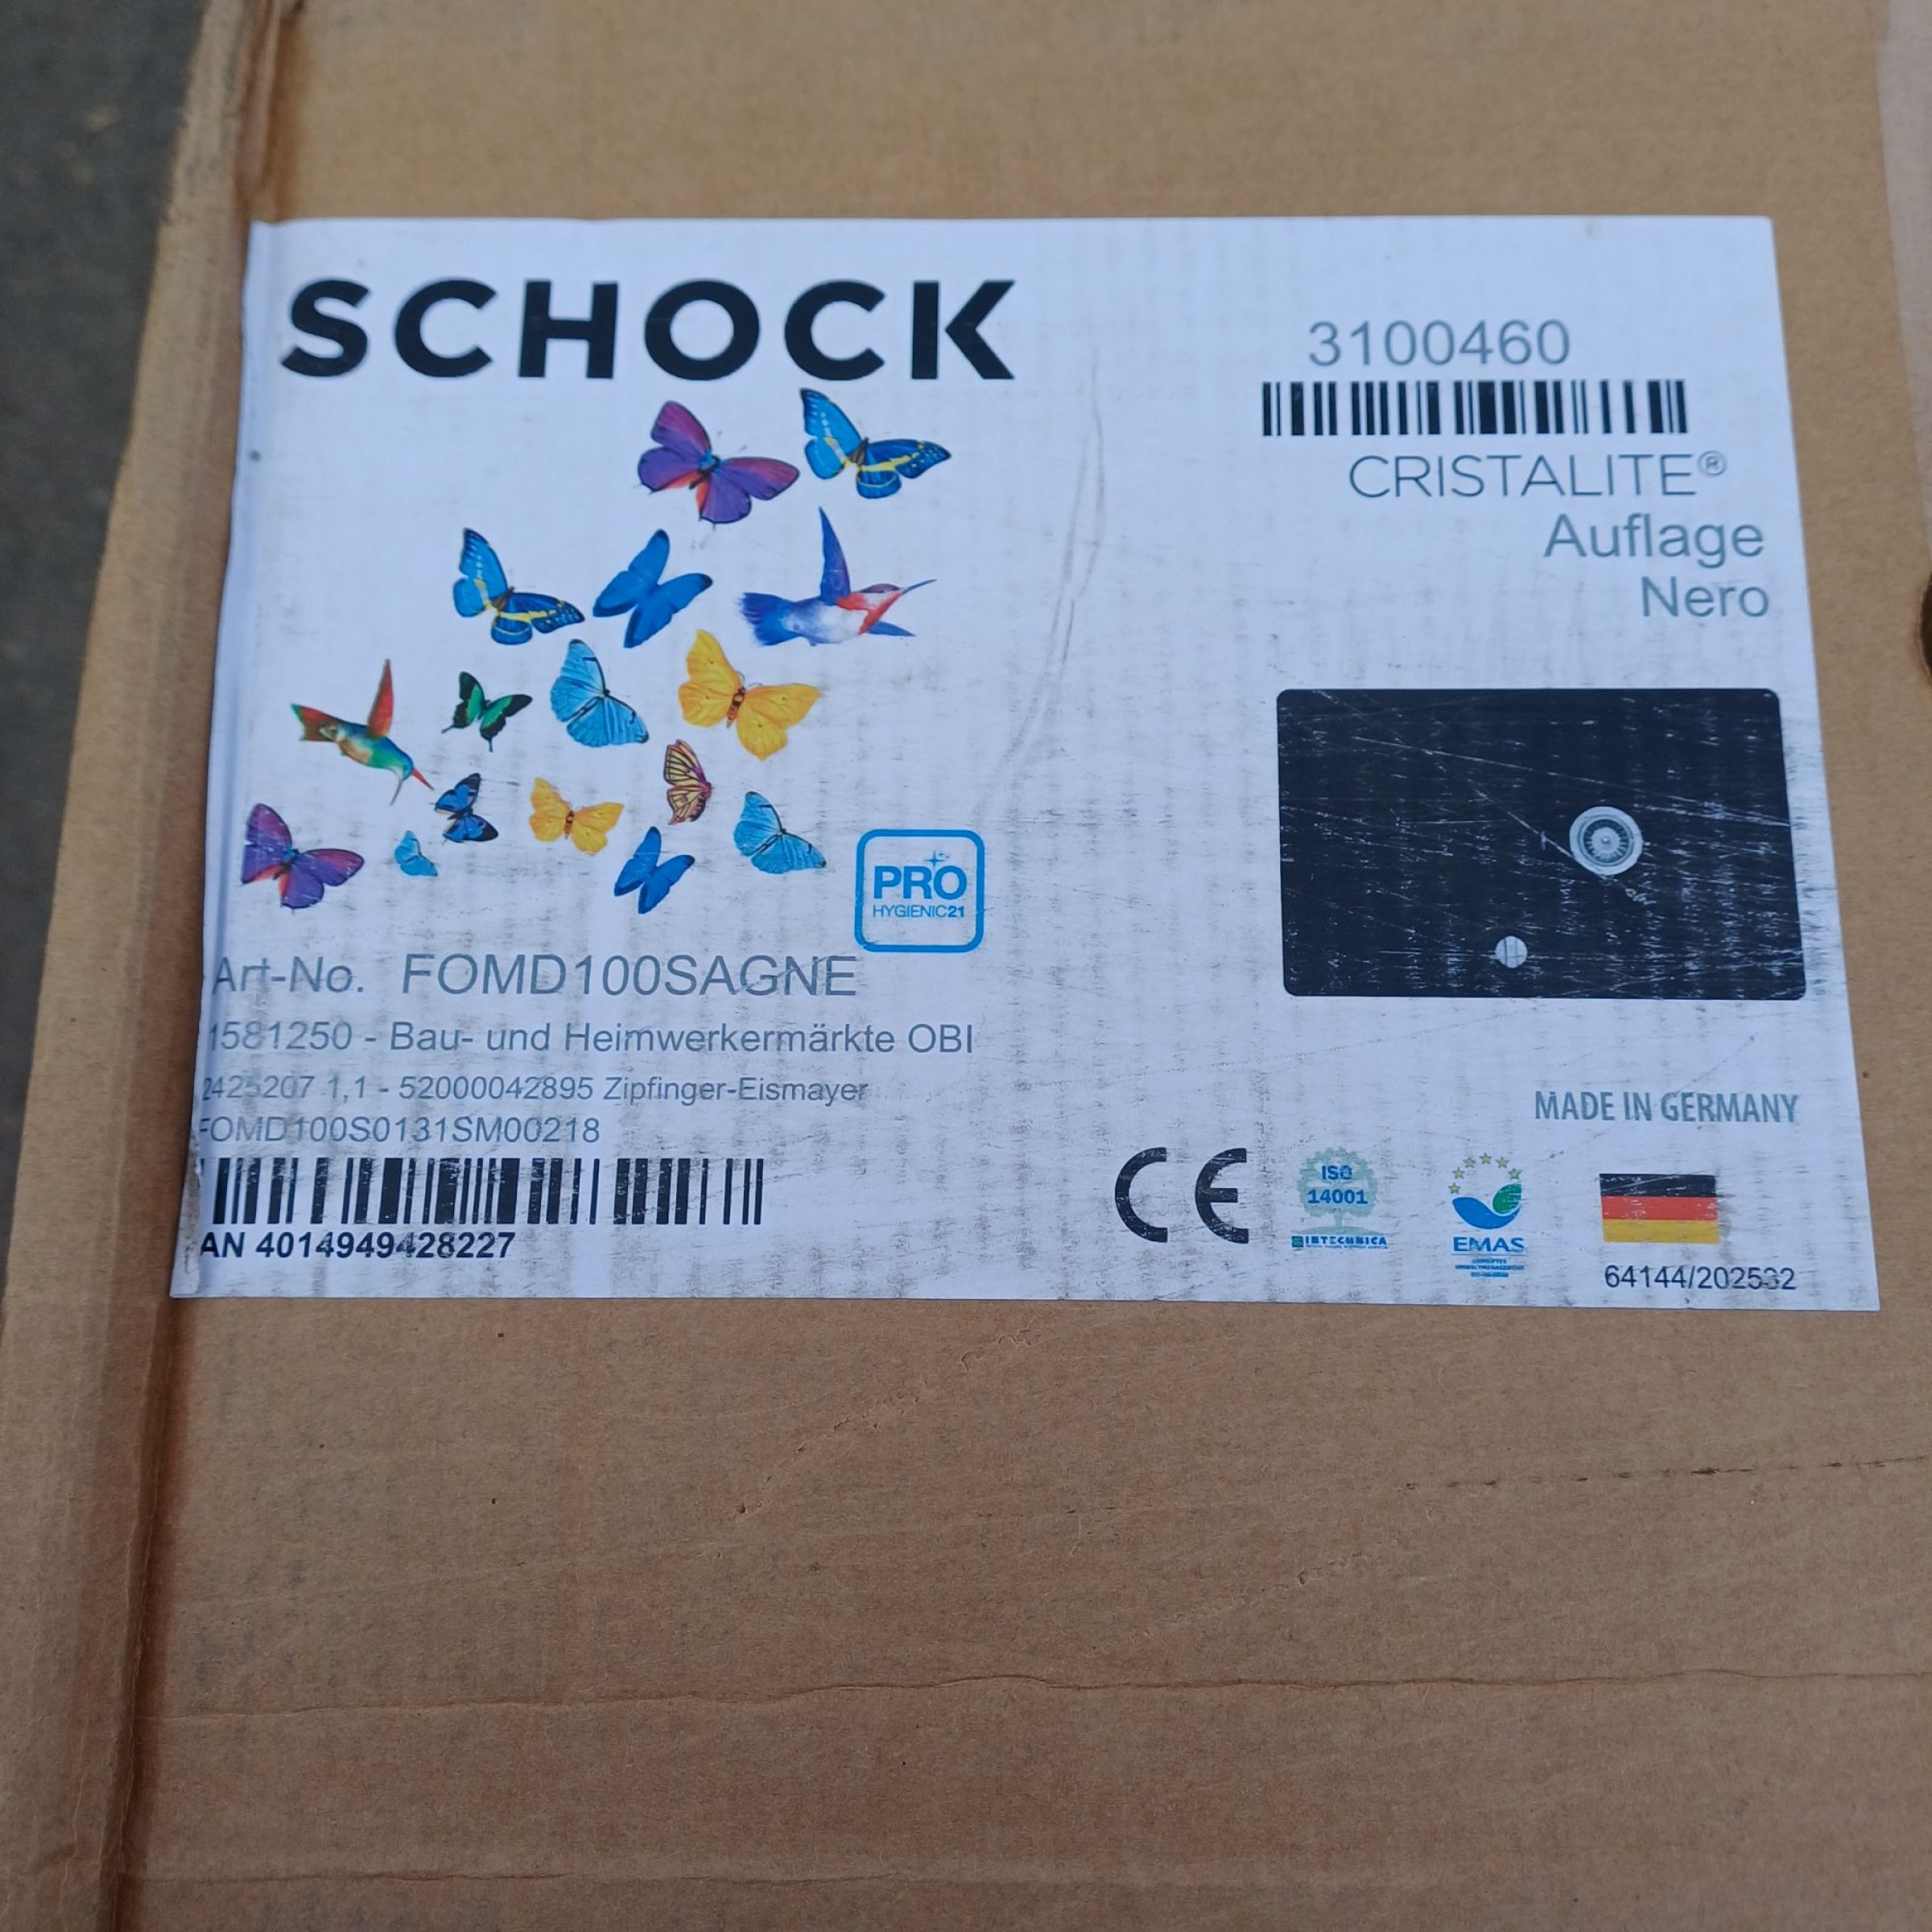 SCHOCK
3100460
CRISTALITE®
Auflage
Nero
PRO
HYGIENIC21
Art-No. FOMD100SAGNE
1581250 - Bau- und Heimwerkermärkte OBI
2425207 1,1 - 52000042895 Zipfinger-Eismayer
FOMD100S0131SM00218
AN 4014949428227
MADE IN GERMANY
CE
ISO
14001
INTECHNICA
EMAS
64144/202532